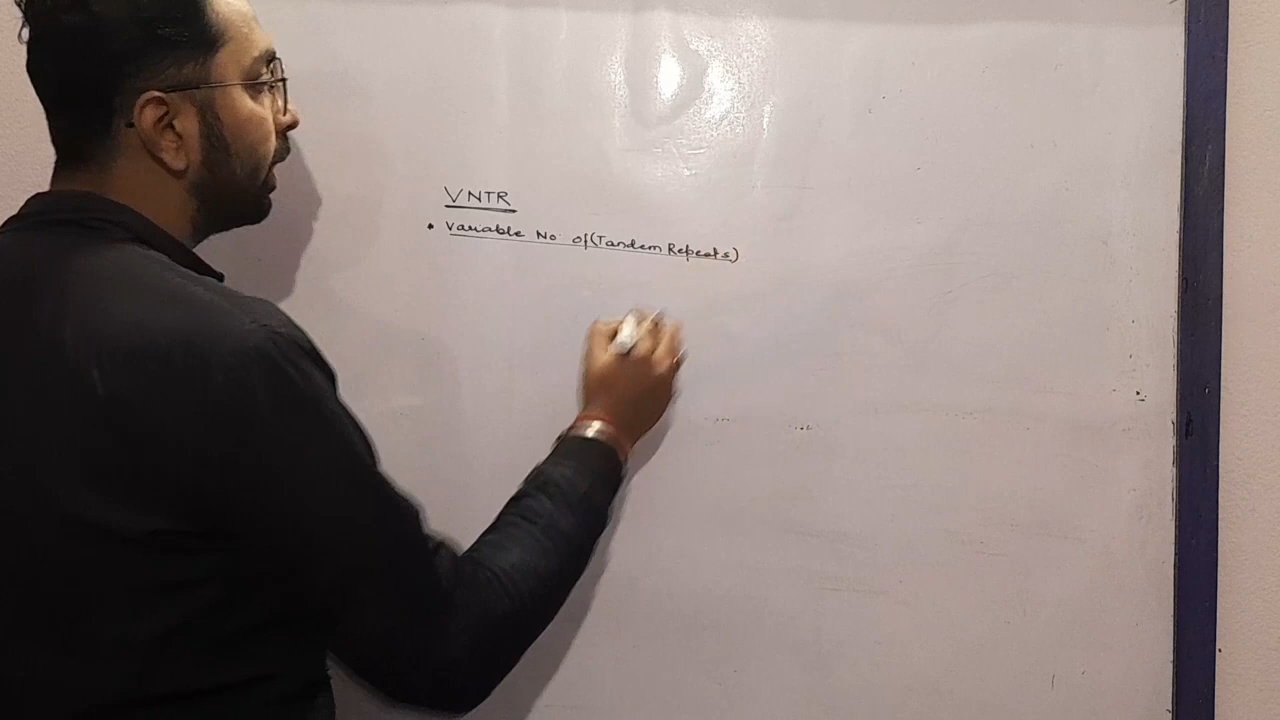 VNTR
• Variable No. of (Tandem Repeats)